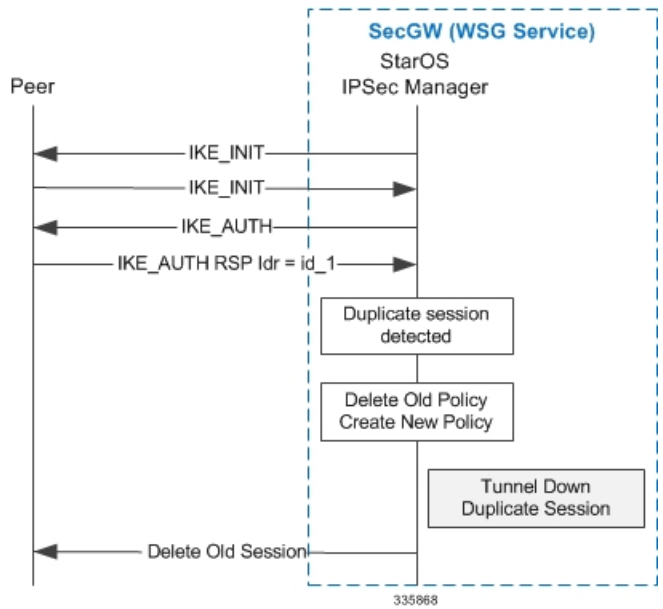 SecGW (WSG Service)
StarOS
IPSec Manager
Peer
IKE_INIT
IKE_INIT
IKE_AUTH
IKE_AUTH RSP Idr = id_1
Duplicate session
detected
Delete Old Policy
Create New Policy
Tunnel Down
Duplicate Session
Delete Old Session
335868